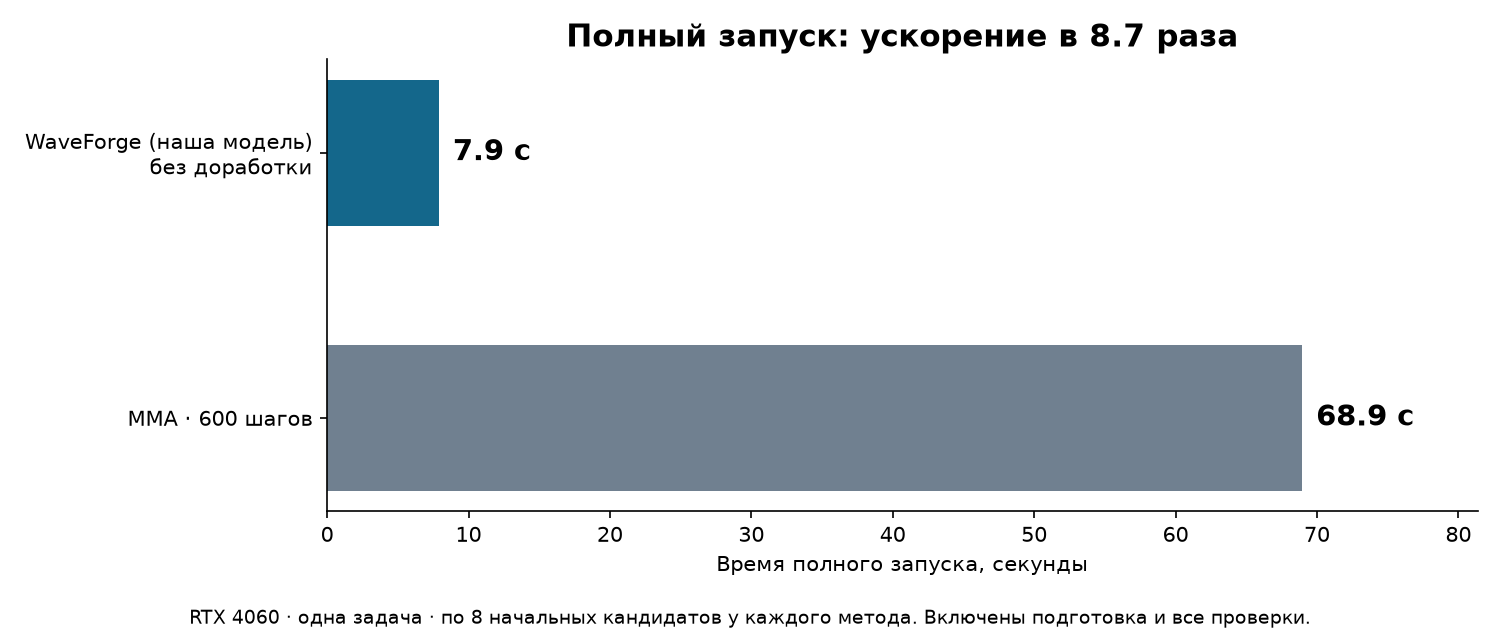 Полный запуск: ускорение в 8.7 раза
WaveForge (наша модель)
без доработки
7.9 с
MMA · 600 шагов
68.9 с
0 10 20 30 40 50 60 70 80
Время полного запуска, секунды
RTX 4060 · одна задача · по 8 начальных кандидатов у каждого метода. Включены подготовка и все проверки.